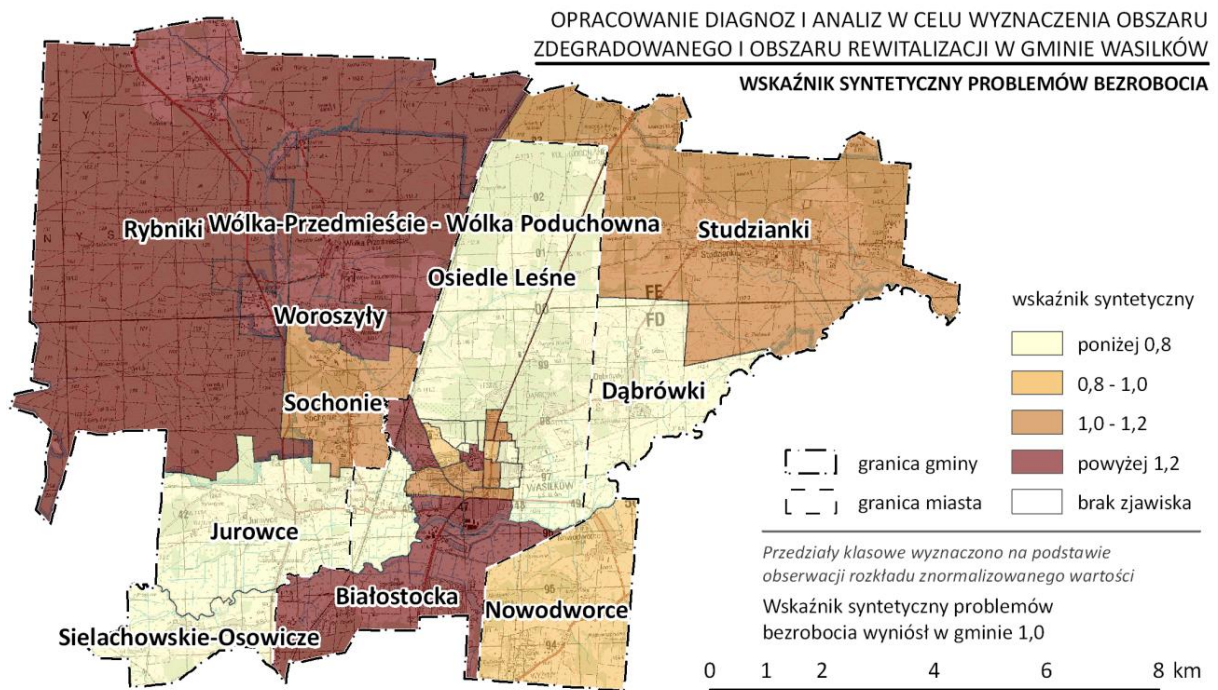 OPRACOWANIE DIAGNOZ I ANALIZ W CELU WYZNACZENIA OBSZARU
ZDEGRADOWANEGO I OBSZARU REWITALIZACJI W GMINIE WASILKÓW
WSKAŹNIK SYNTETYCZNY PROBLEMÓW BEZROBOCIA
Rybniki
Wólka-Przedmieście - Wólka Poduchowna
Studzianki
Osiedle Leśne
Woroszyły
Sochonie
Dąbrówki
Jurowce
Białostocka
Nowodworce
Sielachowskie-Osowicze
FE
FD
WASILKÓW
wskaźnik syntetyczny
poniżej 0,8
0,8 - 1,0
1,0 - 1,2
powyżej 1,2
brak zjawiska
granica gminy
granica miasta
Przedziały klasowe wyznaczono na podstawie
obserwacji rozkładu znormalizowanego wartości
Wskaźnik syntetyczny problemów
bezrobocia wyniósł w gminie 1,0
0 1 2 4 6 8 km